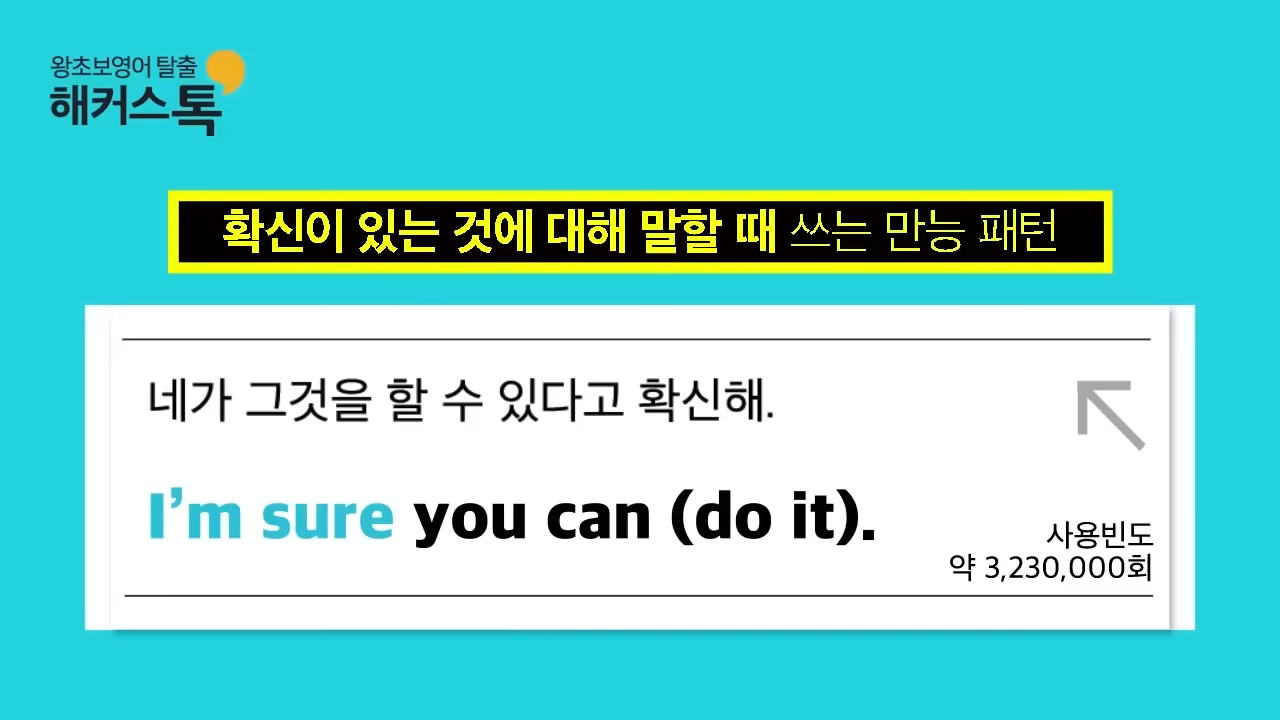 왕초보영어 탈출
해커스톡
확신이 있는 것에 대해 말할 때 쓰는 만능 패턴
네가 그것을 할 수 있다고 확신해.
I'm sure you can (do it).
사용빈도
약 3,230,000회